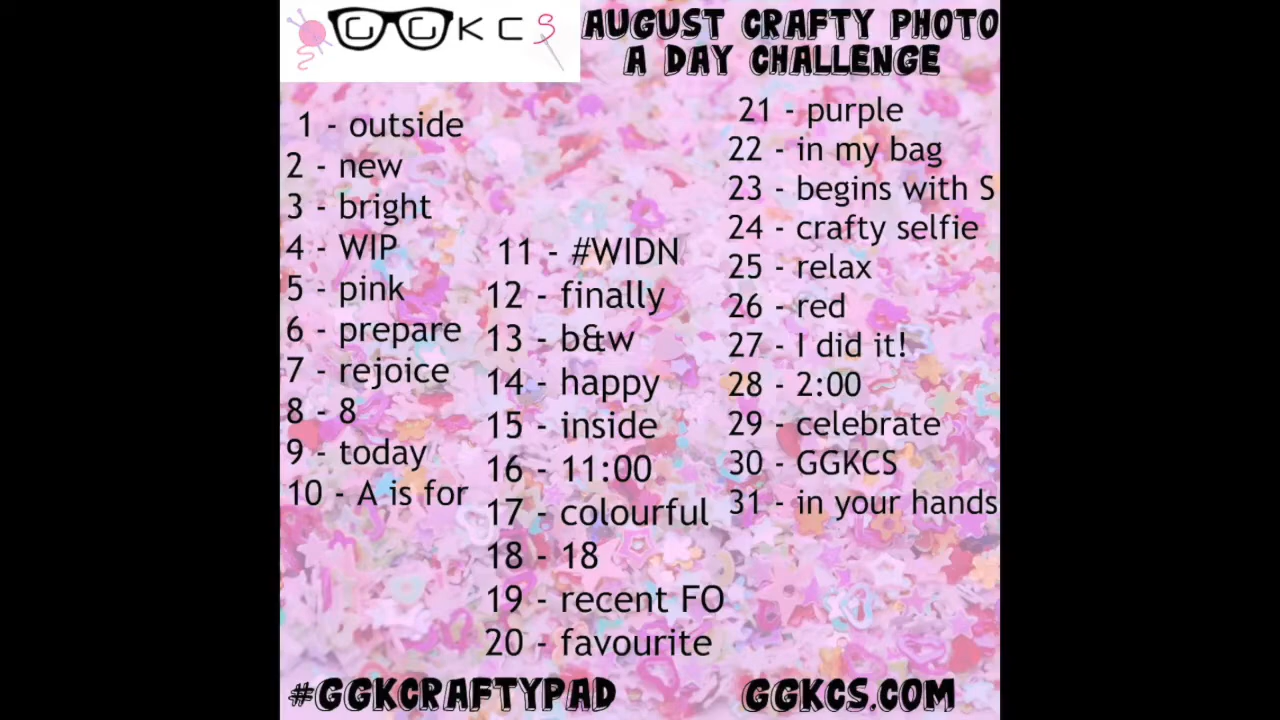 GGKCS
AUGUST CRAFTY PHOTO
A DAY CHALLENGE
1 - outside
2 - new
3 - bright
4 - WIP
5 - pink
6 - prepare
7 - rejoice
8 - 8
9 - today
10 - A is for
11 - #WIDN
12 - finally
13 - b&w
14 - happy
15 - inside
16 - 11:00
17 - colourful
18 - 18
19 - recent FO
20 - favourite
21 - purple
22 - in my bag
23 - begins with S
24 - crafty selfie
25 - relax
26 - red
27 - I did it!
28 - 2:00
29 - celebrate
30 - GGKCS
31 - in your hands
#GGKCRAFTYPAD
GGKCS.COM